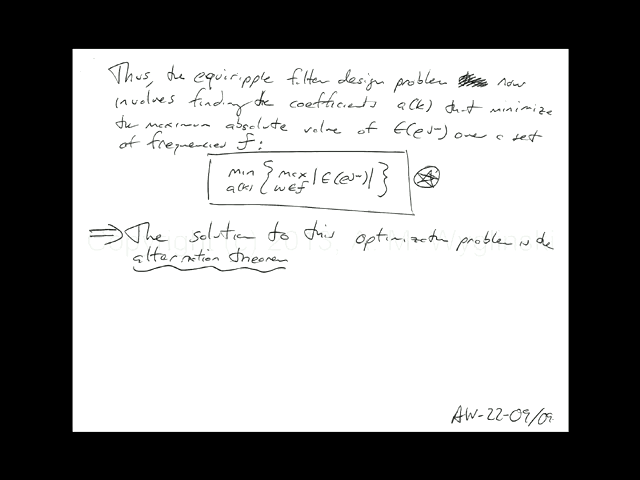 Thus, the equiripple filter design problem now
involves finding the coefficients a(k) that minimize
the maximum absolute value of E(e^jω) over a set
of frequencies f:
min a(k) { max ω∈f |E(e^jω)| }
⇒ The solution to this optimization problem is the
alternation theorem
AW-22-09/09